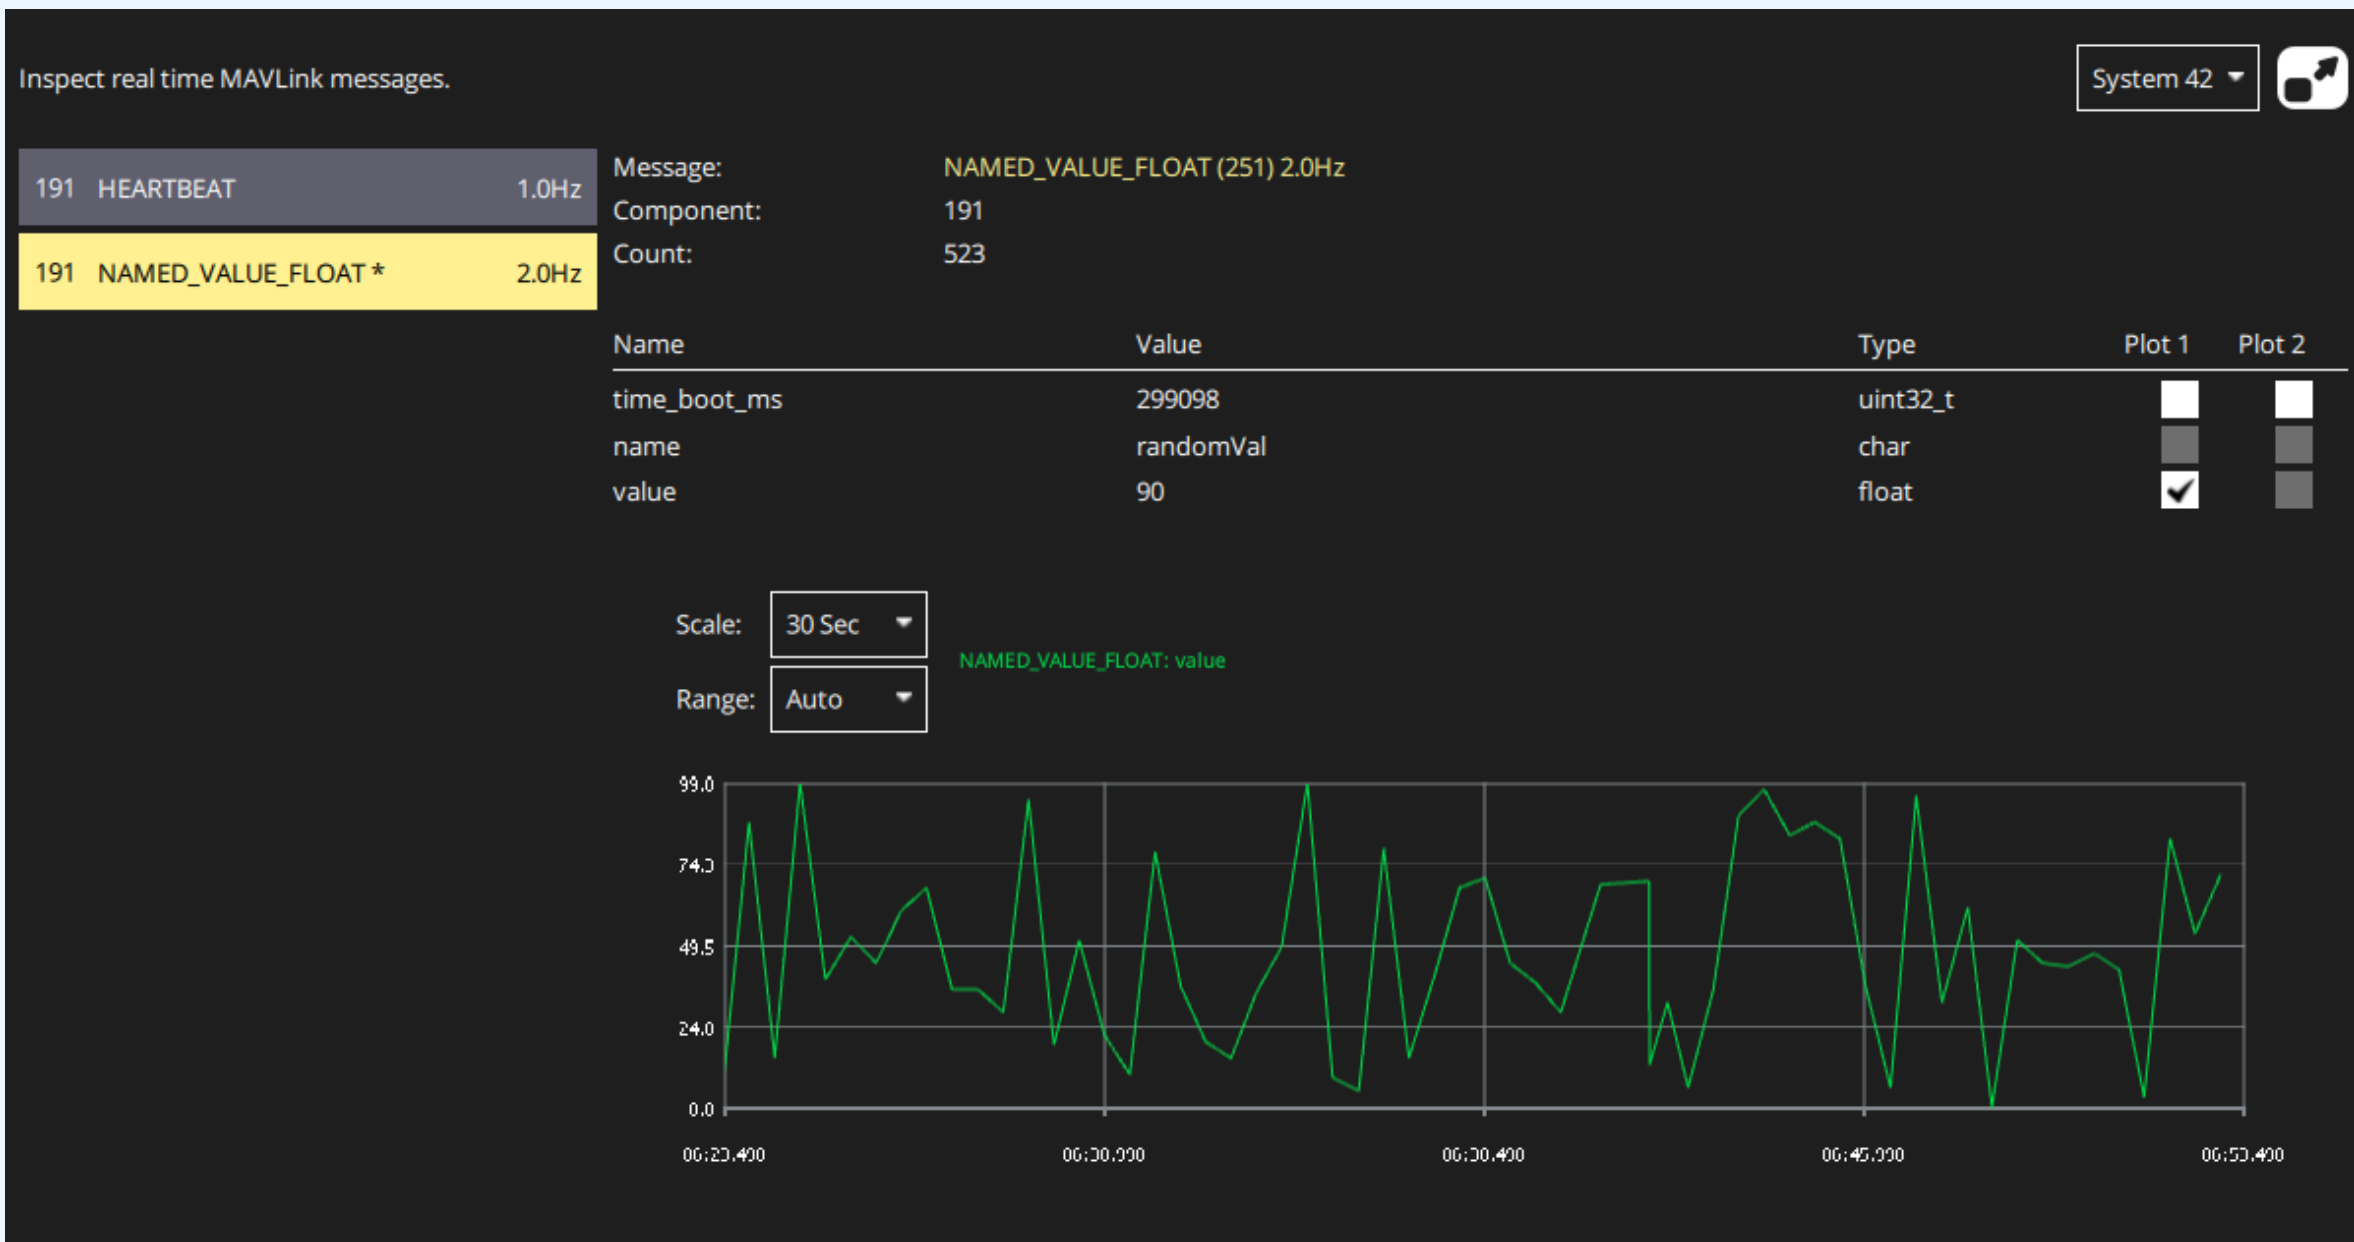 Inspect real time MAVLink messages.
System 42
191 HEARTBEAT 1.0Hz
191 NAMED_VALUE_FLOAT * 2.0Hz
Message: NAMED_VALUE_FLOAT (251) 2.0Hz
Component: 191
Count: 523
Name Value Type Plot 1 Plot 2
time_boot_ms 299098 uint32_t
name randomVal char
value 90 float
Scale: 30 Sec
NAMED_VALUE_FLOAT: value
Range: Auto
99.0
49.5
24.0
0.0